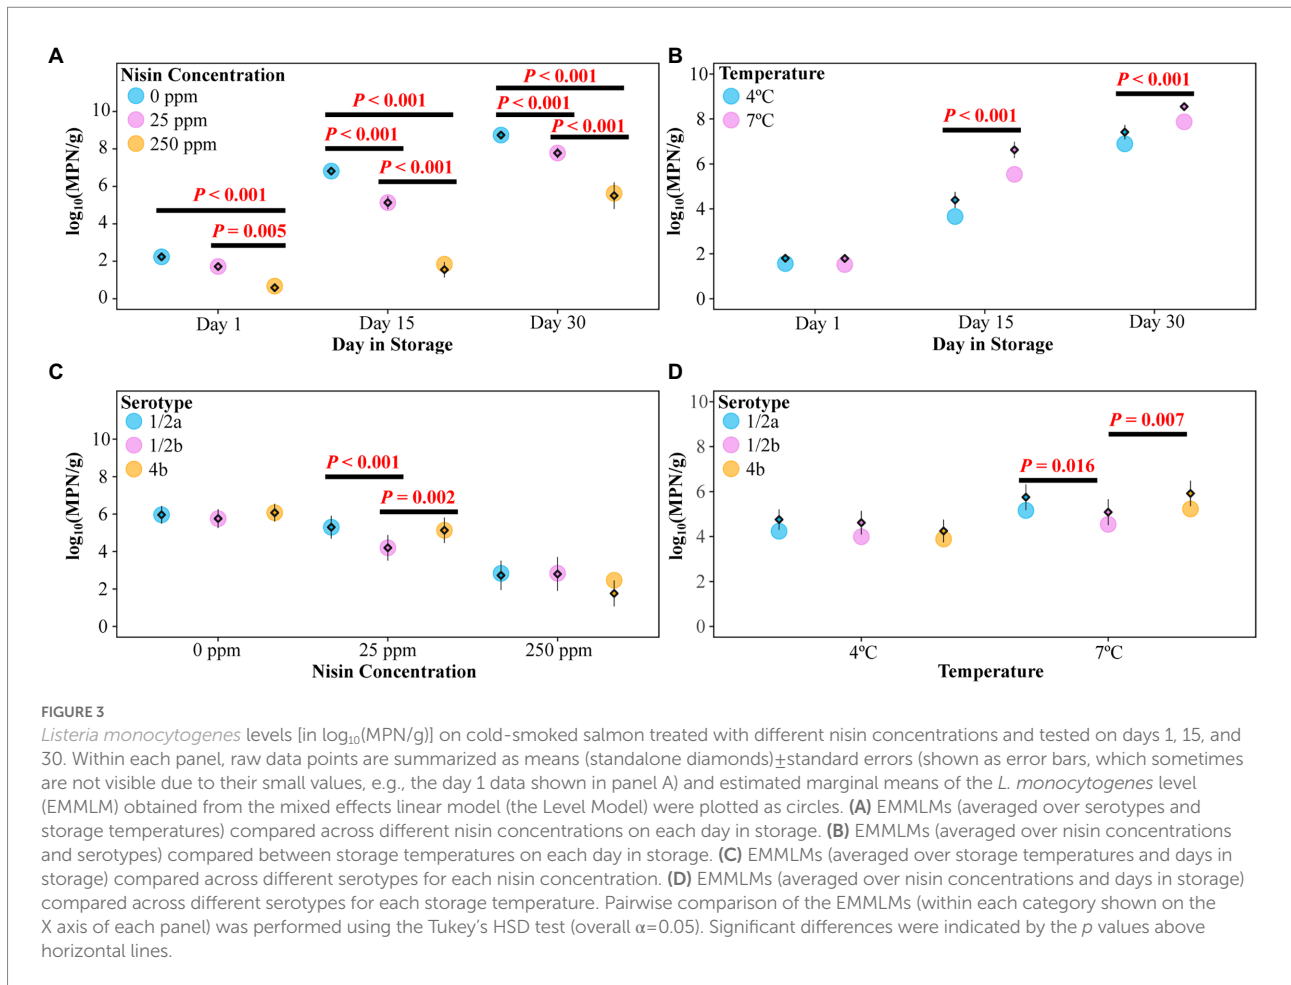 A
Nisin Concentration
0 ppm
25 ppm
250 ppm
P < 0.001
P = 0.005
P < 0.001
P < 0.001
P < 0.001
P < 0.001
P < 0.001
P < 0.001
log10(MPN/g)
10
8
6
4
2
0
Day 1
Day 15
Day 30
Day in Storage
B
Temperature
4ºC
7ºC
P < 0.001
P < 0.001
log10(MPN/g)
10
8
6
4
2
0
Day 1
Day 15
Day 30
Day in Storage
C
Serotype
1/2a
1/2b
4b
P < 0.001
P = 0.002
log10(MPN/g)
10
8
6
4
2
0
0 ppm
25 ppm
250 ppm
Nisin Concentration
D
Serotype
1/2a
1/2b
4b
P = 0.016
P = 0.007
log10(MPN/g)
10
8
6
4
2
0
4ºC
7ºC
Temperature
FIGURE 3
Listeria monocytogenes levels [in log10(MPN/g)] on cold-smoked salmon treated with different nisin concentrations and tested on days 1, 15, and
30. Within each panel, raw data points are summarized as means (standalone diamonds)±standard errors (shown as error bars, which sometimes
are not visible due to their small values, e.g., the day 1 data shown in panel A) and estimated marginal means of the L. monocytogenes level
(EMMLM) obtained from the mixed effects linear model (the Level Model) were plotted as circles. (A) EMMLMs (averaged over serotypes and
storage temperatures) compared across different nisin concentrations on each day in storage. (B) EMMLMs (averaged over nisin concentrations
and serotypes) compared between storage temperatures on each day in storage. (C) EMMLMs (averaged over storage temperatures and days in
storage) compared across different serotypes for each nisin concentration. (D) EMMLMs (averaged over nisin concentrations and days in storage)
compared across different serotypes for each storage temperature. Pairwise comparison of the EMMLMs (within each category shown on the
X axis of each panel) was performed using the Tukey’s HSD test (overall α=0.05). Significant differences were indicated by the p values above
horizontal lines.